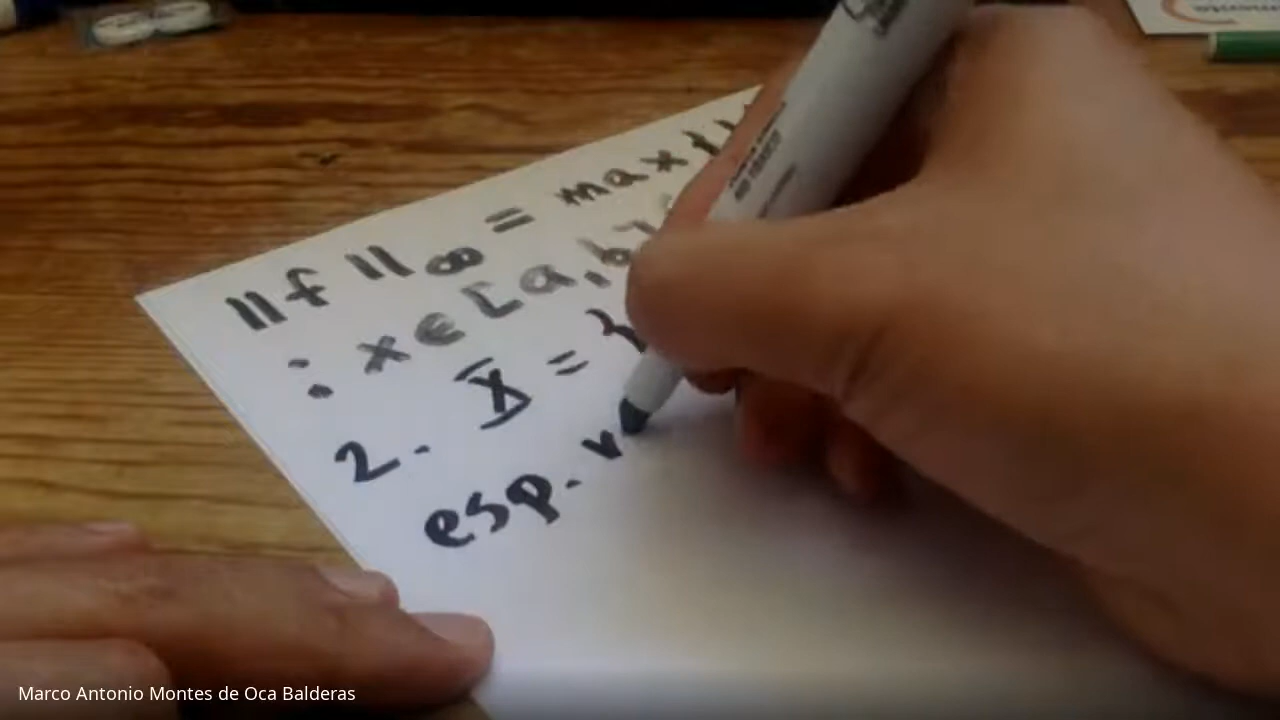 ||f||∞ = max {|
: x ∈ [a,b]
2. X = {
esp. v
Marco Antonio Montes de Oca Balderas